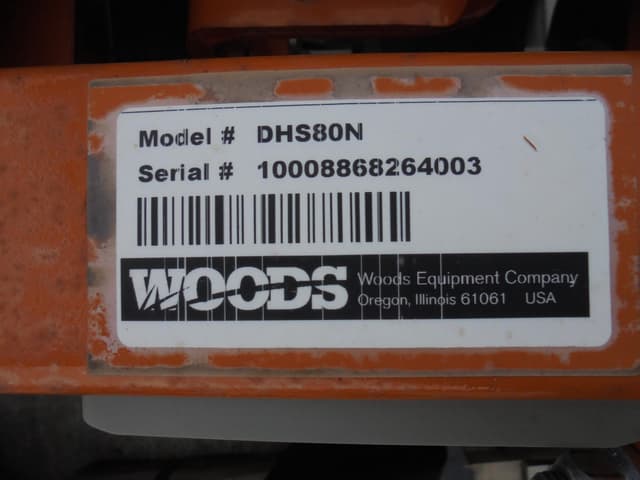 Model # DHS80N
Serial # 10008868264003
WOODS
Woods Equipment Company
Oregon, Illinois 61061 USA